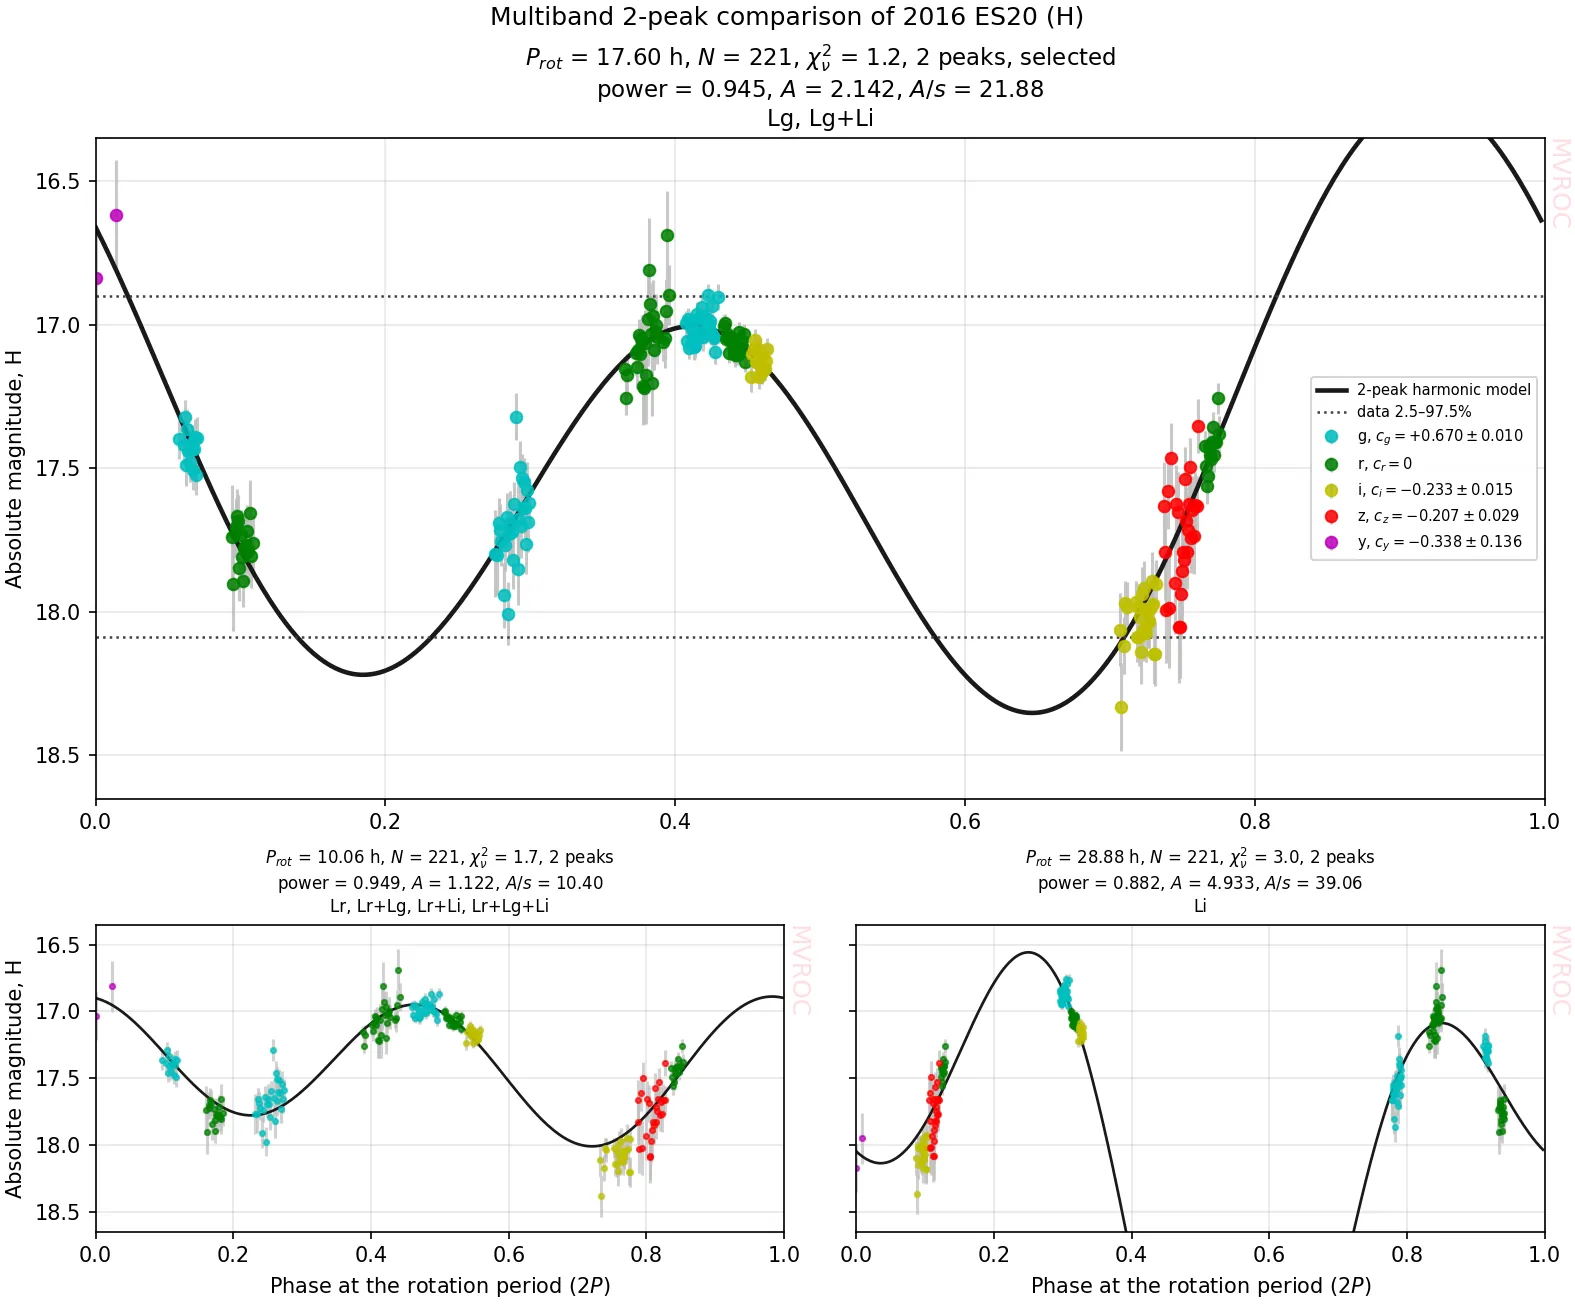 Multiband 2-peak comparison of 2016 ES20 (H)
P_rot = 17.60 h, N = 221, χ²_ν = 1.2, 2 peaks, selected
power = 0.945, A = 2.142, A/s = 21.88
Lg, Lg+Li
MVROC
Absolute magnitude, H
16.5
17.0
17.5
18.0
18.5
2-peak harmonic model
data 2.5–97.5%
g, c_g = +0.670 ± 0.010
r, c_r = 0
i, c_i = −0.233 ± 0.015
z, c_z = −0.207 ± 0.029
y, c_y = −0.338 ± 0.136
0.0 0.2 0.4 0.6 0.8 1.0
P_rot = 10.06 h, N = 221, χ²_ν = 1.7, 2 peaks
power = 0.949, A = 1.122, A/s = 10.40
Lr, Lr+Lg, Lr+Li, Lr+Lg+Li
MVROC
Absolute magnitude, H
16.5
17.0
17.5
18.0
18.5
0.0 0.2 0.4 0.6 0.8 1.0
Phase at the rotation period (2P)
P_rot = 28.88 h, N = 221, χ²_ν = 3.0, 2 peaks
power = 0.882, A = 4.933, A/s = 39.06
Li
MVROC
0.0 0.2 0.4 0.6 0.8 1.0
Phase at the rotation period (2P)